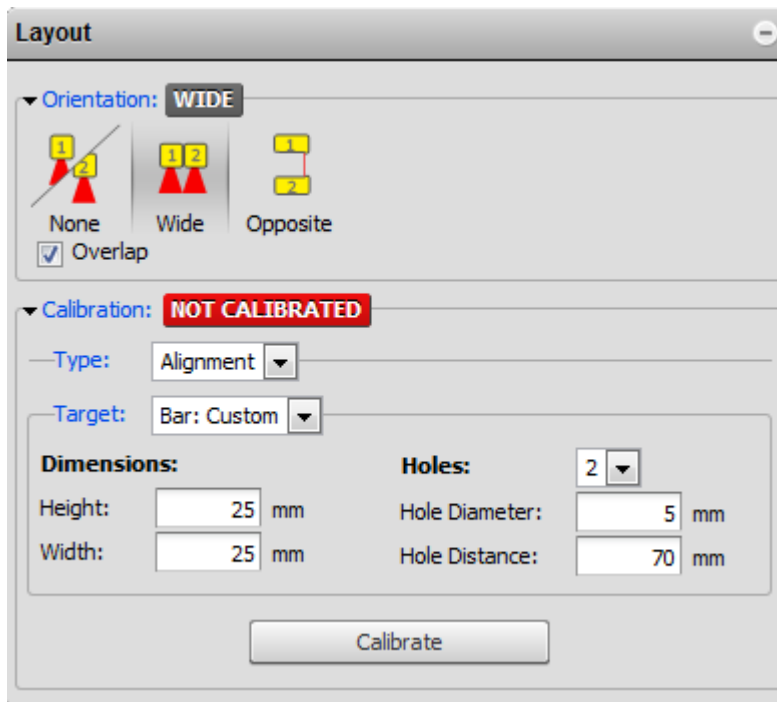 Layout
Orientation: WIDE
1 2 1 2 1 2
None Wide Opposite
Overlap
Calibration: NOT CALIBRATED
Type: Alignment
Target: Bar: Custom
Dimensions: Holes: 2
Height: 25 mm Hole Diameter: 5 mm
Width: 25 mm Hole Distance: 70 mm
Calibrate